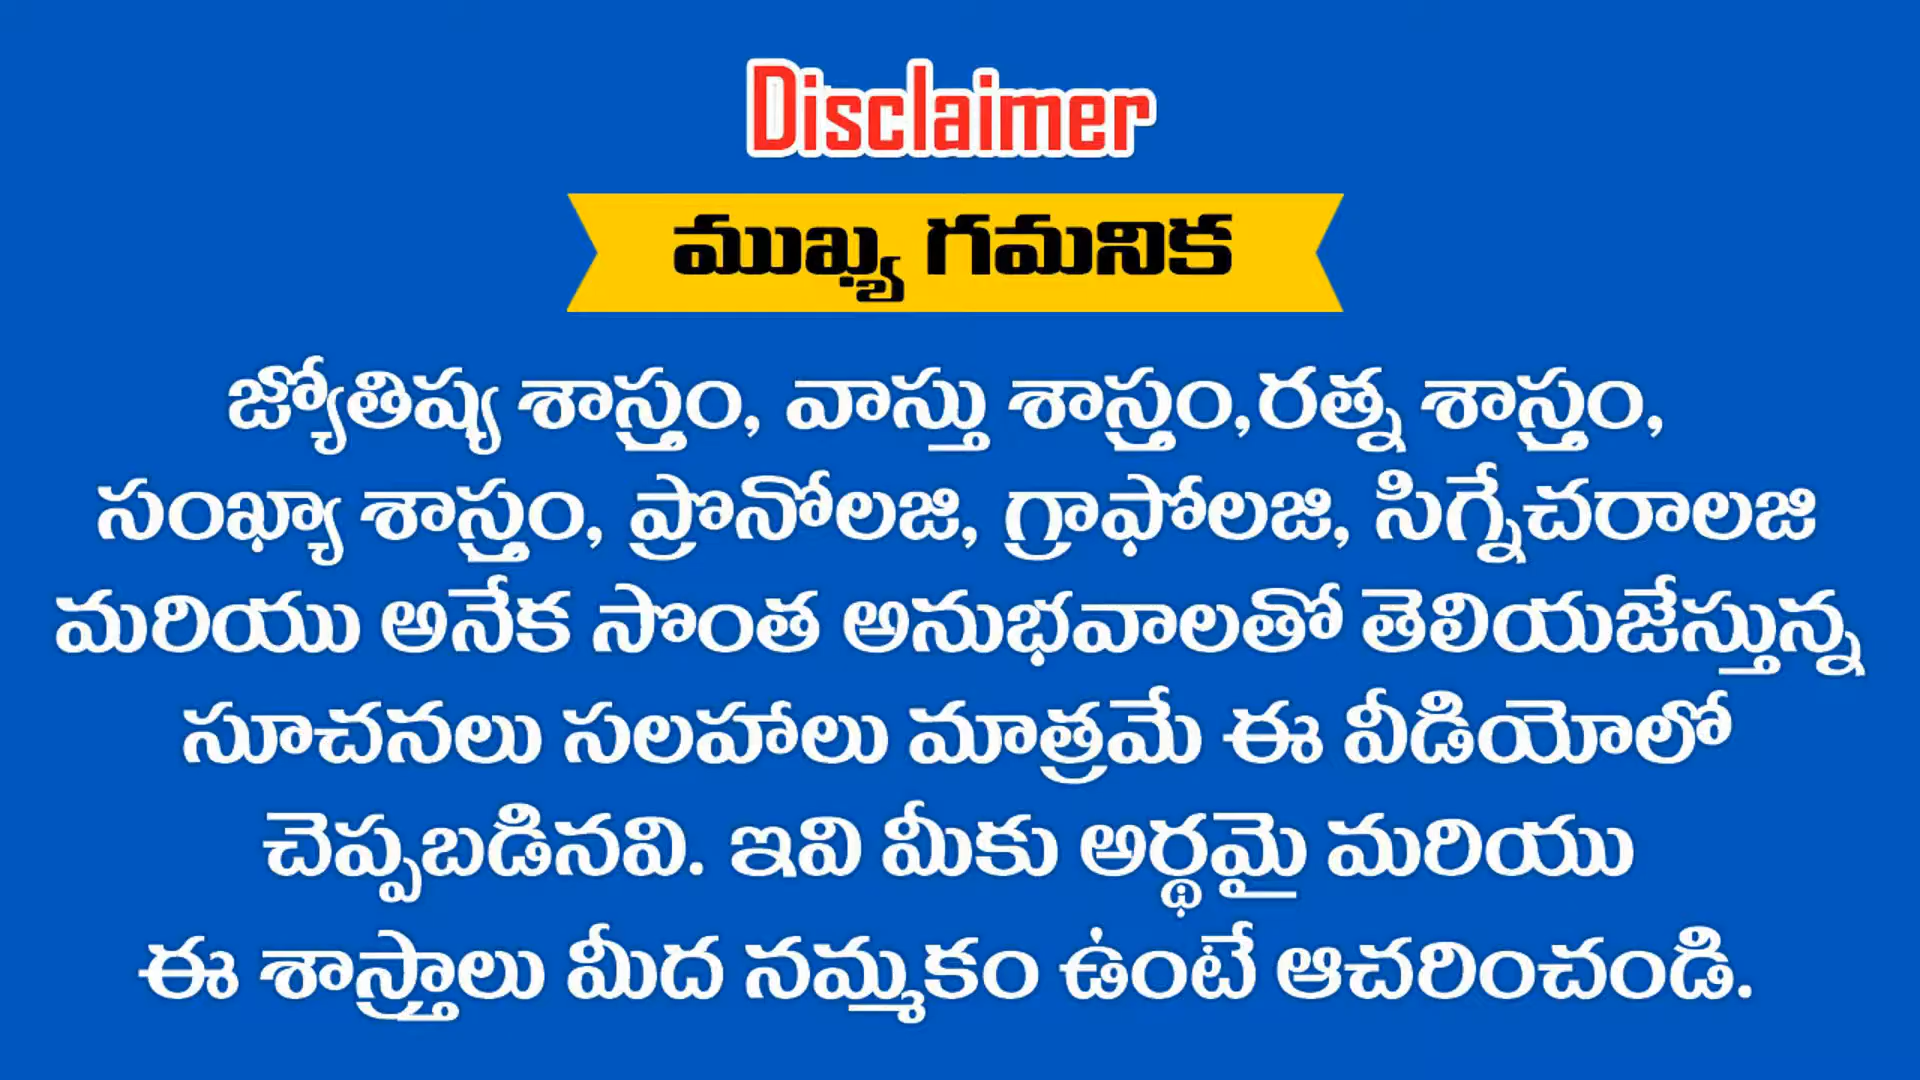 Disclaimer
ముఖ్య గమనిక
జ్యోతిష్య శాస్త్రం, వాస్తు శాస్త్రం,రత్న శాస్త్రం,
సంఖ్యా శాస్త్రం, ప్రొనోలజి, గ్రాఫోలజి, సిగ్నేచరాలజి
మరియు అనేక సొంత అనుభవాలతో తెలియజేస్తున్న
సూచనలు సలహాలు మాత్రమే ఈ వీడియోలో
చెప్పబడినవి. ఇవి మీకు అర్థమై మరియు
ఈ శాస్త్రాలు మీద నమ్మకం ఉంటే ఆచరించండి.